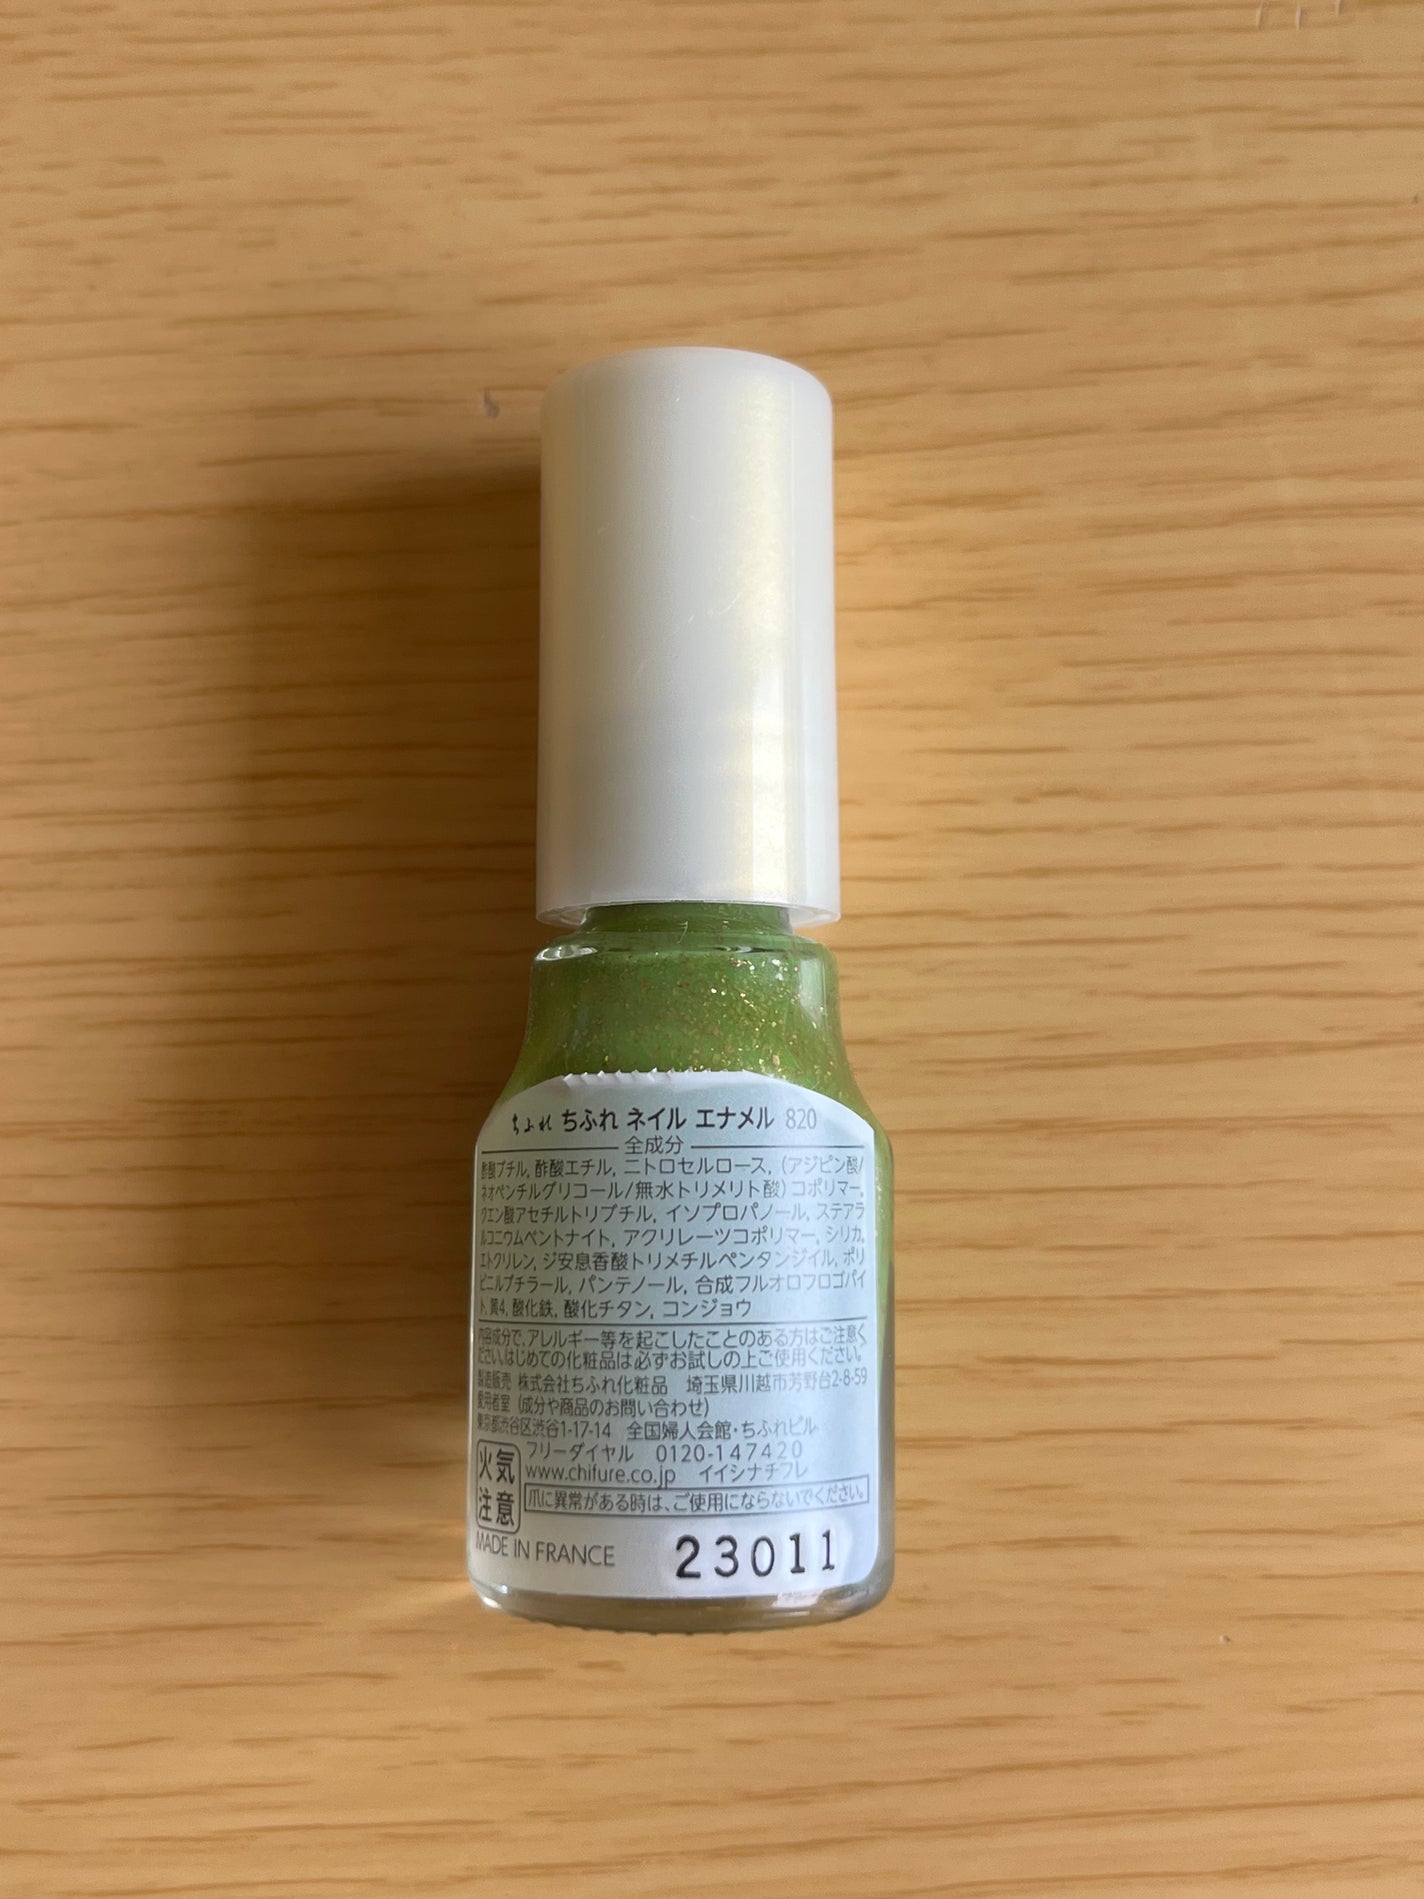 ちふれ ちふれ ネイル エナメル 820
全成分
酢酸ブチル, 酢酸エチル, ニトロセルロース, (アジピン酸/
ネオペンチルグリコール/無水トリメリト酸) コポリマー,
クエン酸アセチルトリブチル, イソプロパノール, ステアラ
ルコニウムベントナイト, アクリレーツコポリマー, シリカ,
エトクリレン, ジ安息香酸トリメチルペンタンジイル, ポリ
ビニルブチラール, パンテノール, 合成フルオロフロゴパイ
ト, 黄4, 酸化鉄, 酸化チタン, コンジョウ
内容成分で、アレルギー等を起こしたことのある方はご注意く
ださい。はじめての化粧品は必ずお試しの上ご使用ください。
製造販売 株式会社ちふれ化粧品 埼玉県川越市芳野台2-8-59
愛用者室 (成分や商品のお問い合わせ)
東京都渋谷区渋谷1-17-14 全国婦人会館・ちふれビル
火気
注意
フリーダイヤル 0120-147420
www.chifure.co.jp イイシナチフレ
爪に異常がある時は、ご使用にならないでください。
MADE IN FRANCE 23011